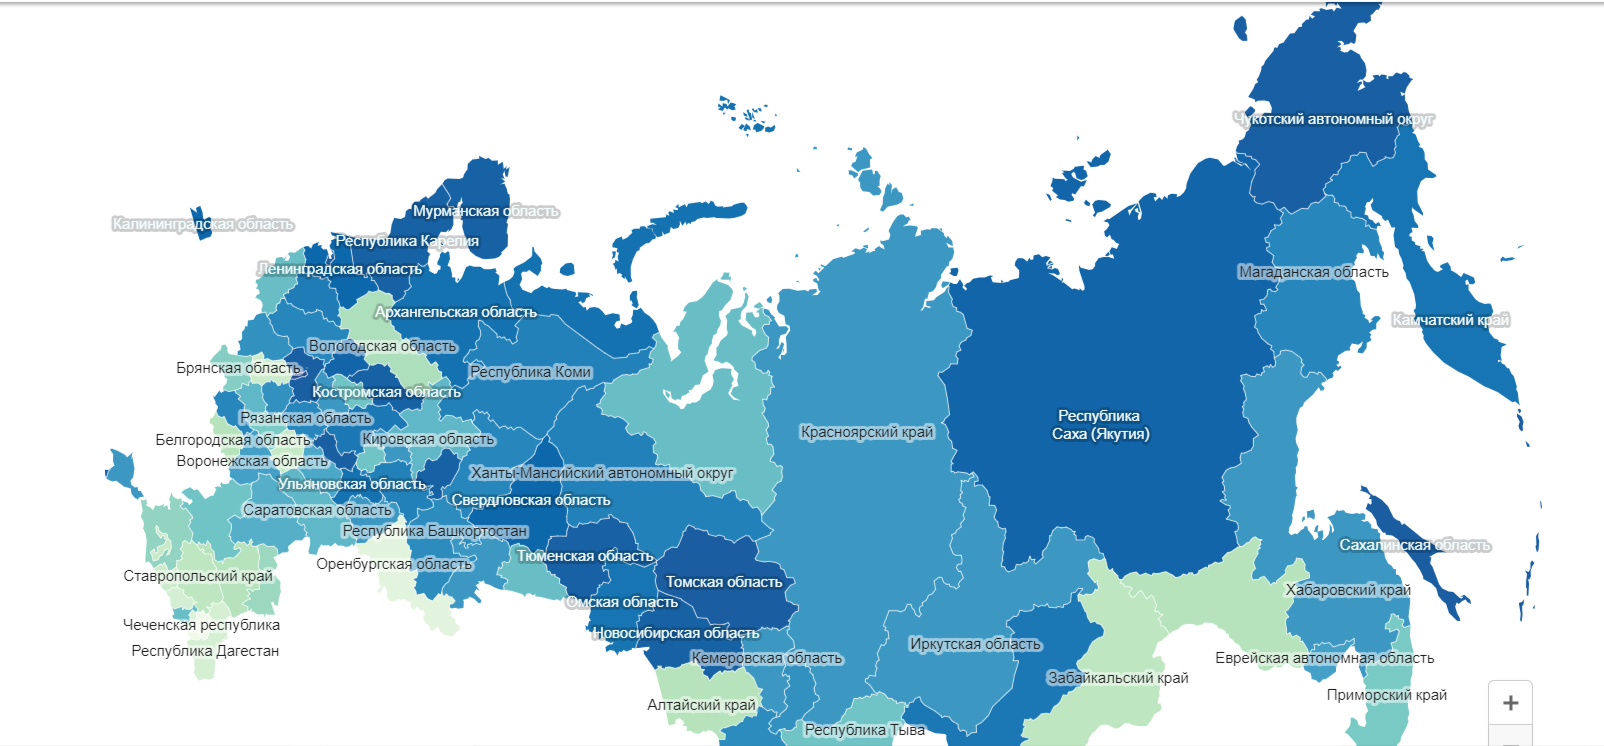 Чукотский автономный округ
Мурманская область
Калининградская область
Республика Карелия
Ленинградская область
Магаданская область
Архангельская область
Камчатский край
Вологодская область
Брянская область
Республика Коми
Костромская область
Республика
Саха (Якутия)
Рязанская область
Красноярский край
Белгородская область
Кировская область
Воронежская область
Ханты-Мансийский автономный округ
Ульяновская область
Свердловская область
Саратовская область
Республика Башкортостан
Сахалинская область
Тюменская область
Оренбургская область
Ставропольский край
Томская область
Хабаровский край
Омская область
Чеченская республика
Новосибирская область
Иркутская область
Республика Дагестан
Кемеровская область
Еврейская автономная область
Забайкальский край
Приморский край
Алтайский край
Республика Тыва
+